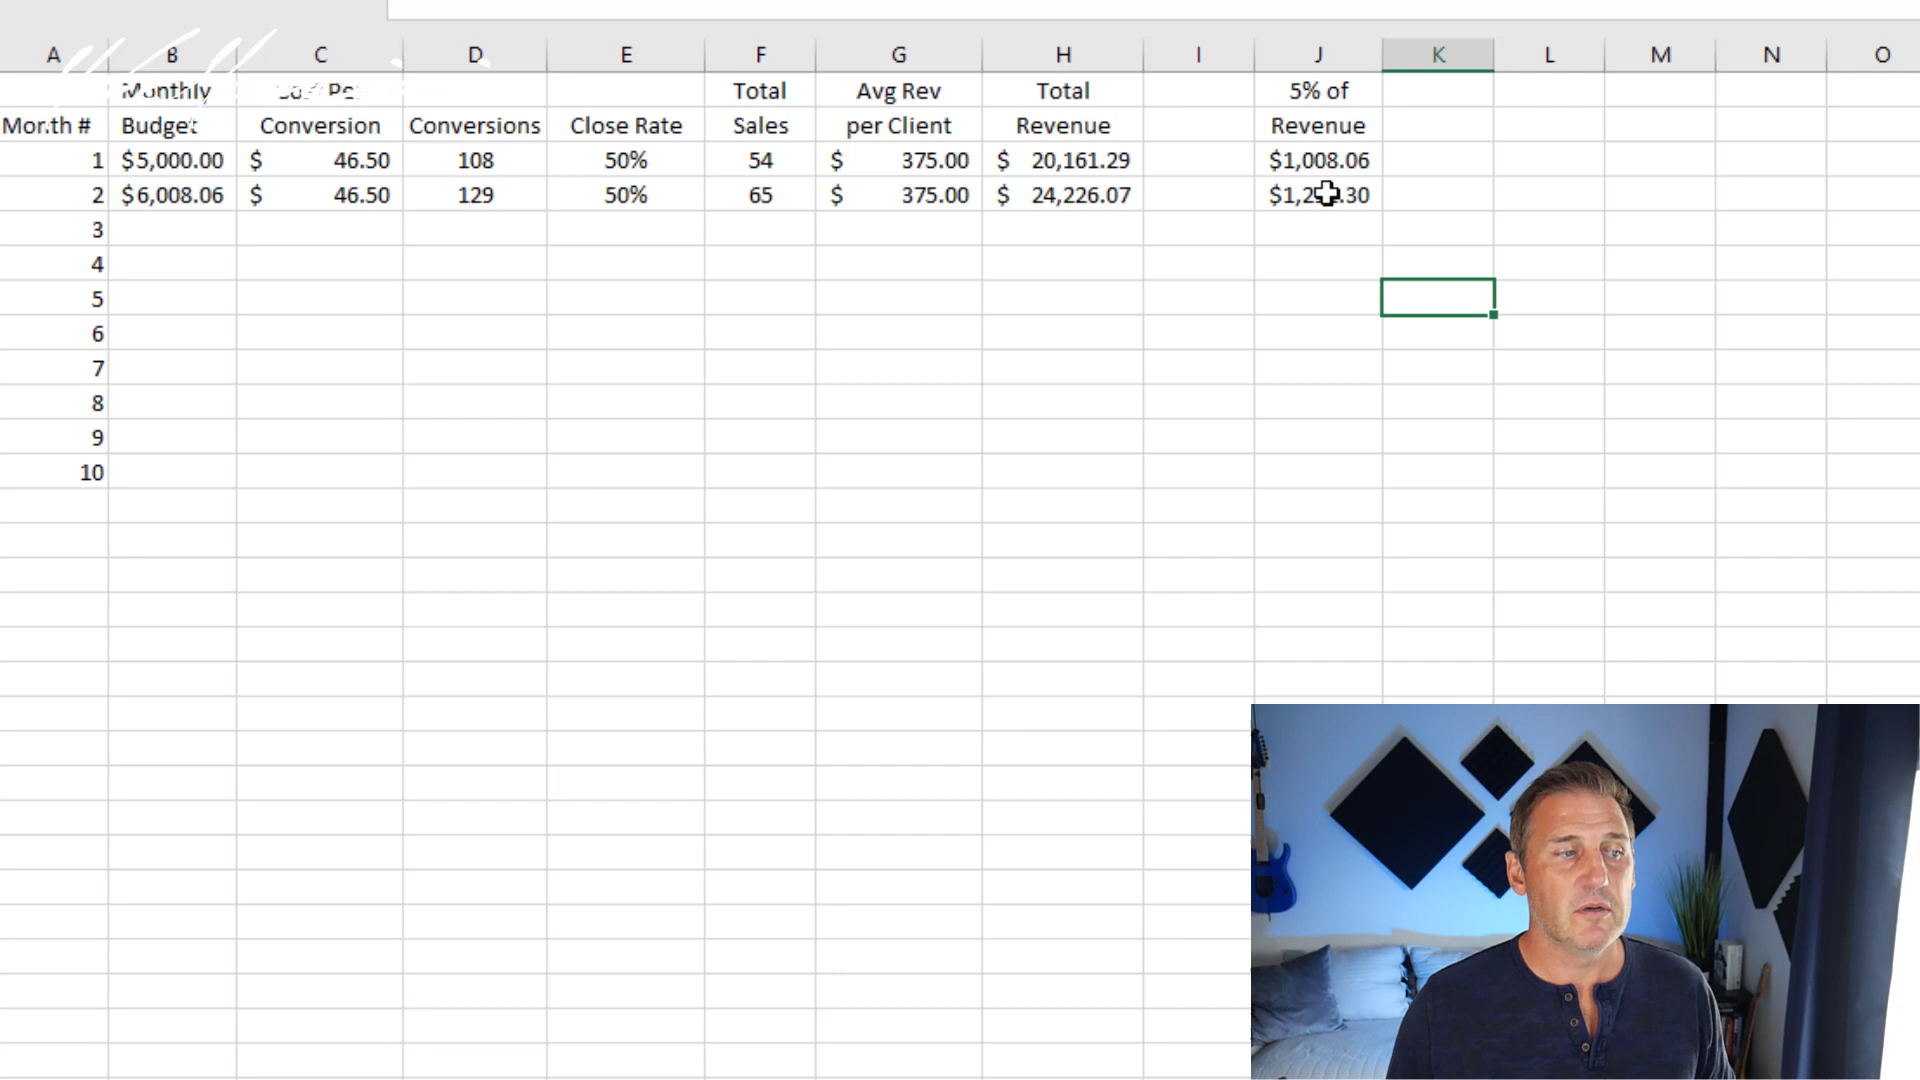 A B C D E F G H I J K L M N O
Monthly Total Avg Rev Total 5% of
Month # Budget Conversion Conversions Close Rate Sales per Client Revenue Revenue
1 $5,000.00 $ 46.50 108 50% 54 $ 375.00 $ 20,161.29 $1,008.06
2 $6,008.06 $ 46.50 129 50% 65 $ 375.00 $ 24,226.07
3
4
5
6
7
8
9
10